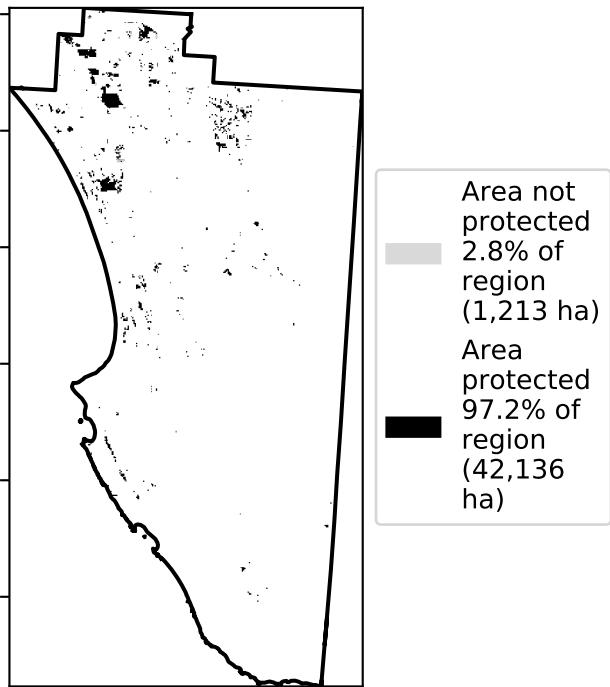 Area not
protected
2.8% of
region
(1,213 ha)
Area
protected
97.2% of
region
(42,136
ha)